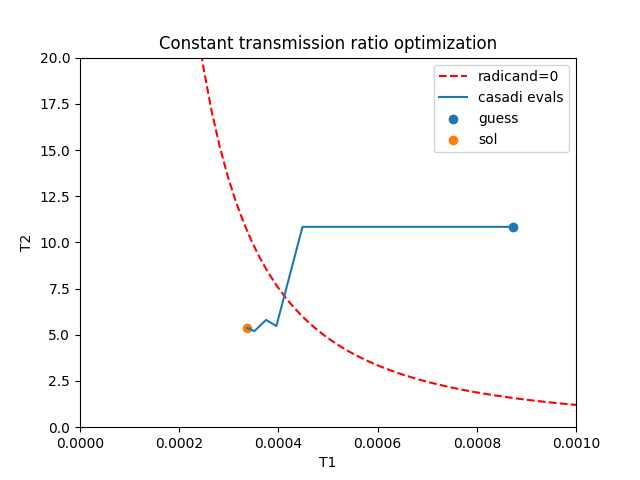 Constant transmission ratio optimization
radicand=0
casadi evals
guess
sol
T2
20.0
17.5
15.0
12.5
10.0
7.5
5.0
2.5
0.0
0.0000 0.0002 0.0004 0.0006 0.0008 0.0010
T1